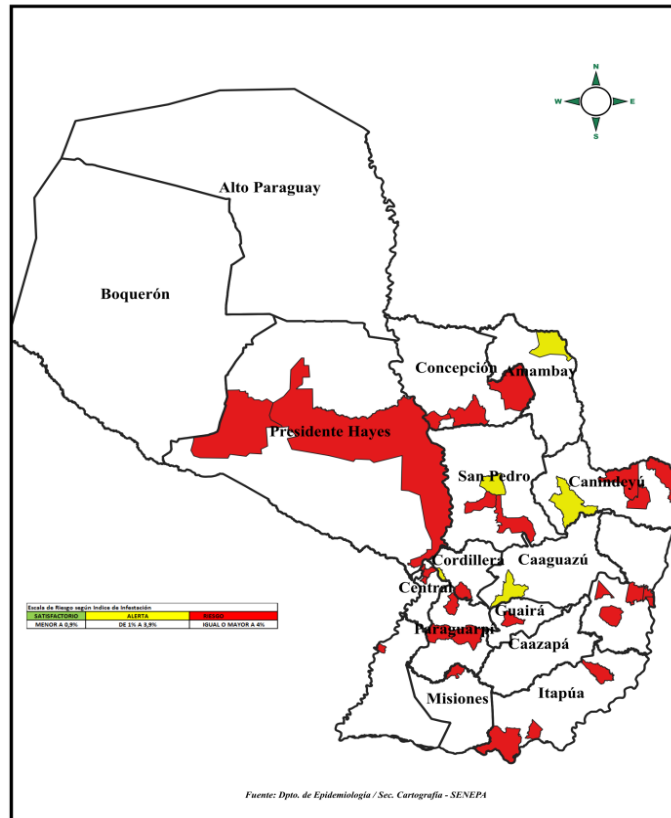 N
W E
S
Alto Paraguay
Boquerón
Concepción
Amambay
Presidente Hayes
San Pedro
Canindeyú
Cordillera
Caaguazú
Central
Guairá
Paraguarpi
Caazapá
Misiones
Itapúa
Escala de Riesgo según Indice de Infestación
SATISFACTORIO ALERTA RIESGO
MENOR A 0,9% DE 1% A 3,9% IGUAL O MAYOR A 4%
Fuente: Dpto. de Epidemiología / Sec. Cartografía - SENEPA